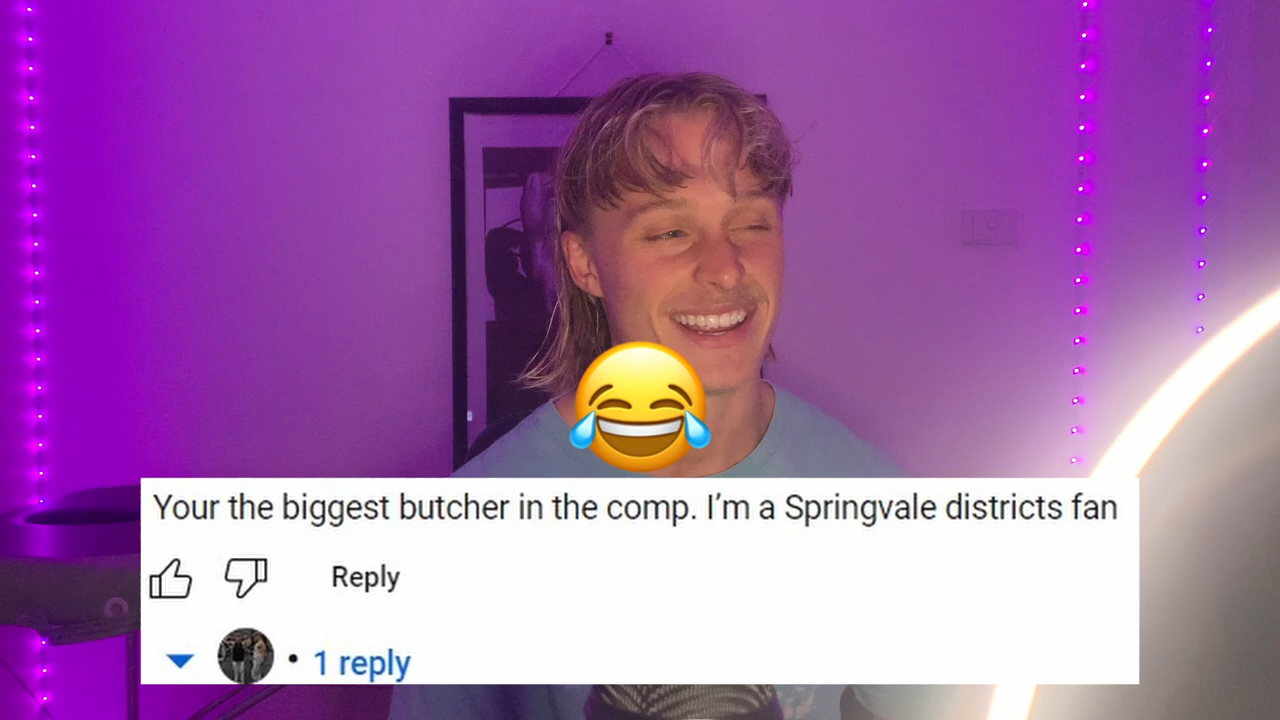 Your the biggest butcher in the comp. I’m a Springvale districts fan
Reply
• 1 reply